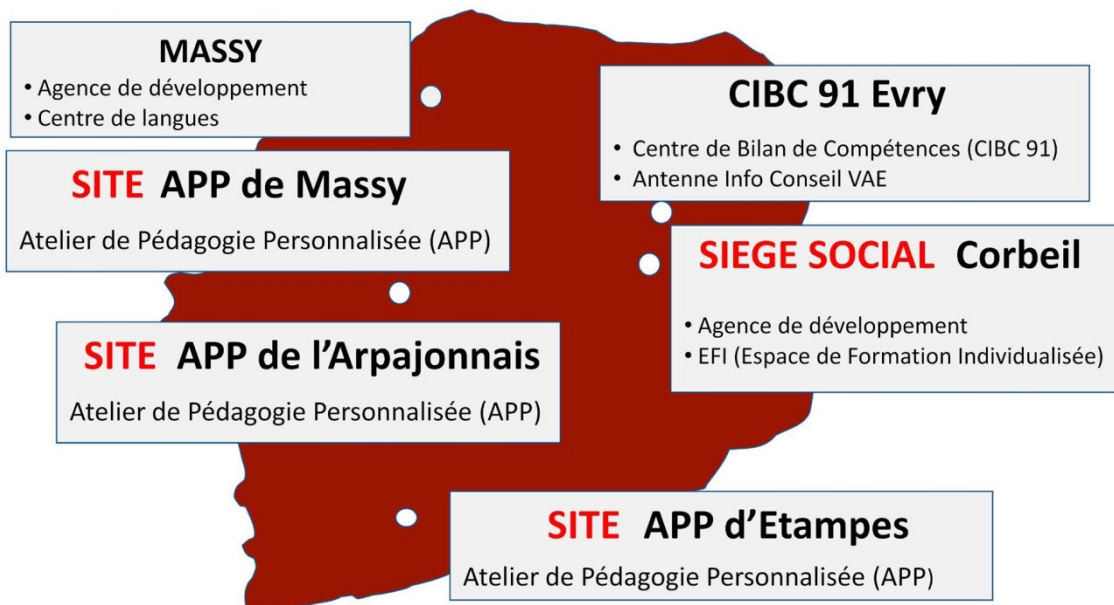 MASSY
• Agence de développement
• Centre de langues
SITE APP de Massy
Atelier de Pédagogie Personnalisée (APP)
SITE APP de l’Arpajonnais
Atelier de Pédagogie Personnalisée (APP)
CIBC 91 Evry
• Centre de Bilan de Compétences (CIBC 91)
• Antenne Info Conseil VAE
SIEGE SOCIAL Corbeil
• Agence de développement
• EFI (Espace de Formation Individualisée)
SITE APP d’Etampes
Atelier de Pédagogie Personnalisée (APP)